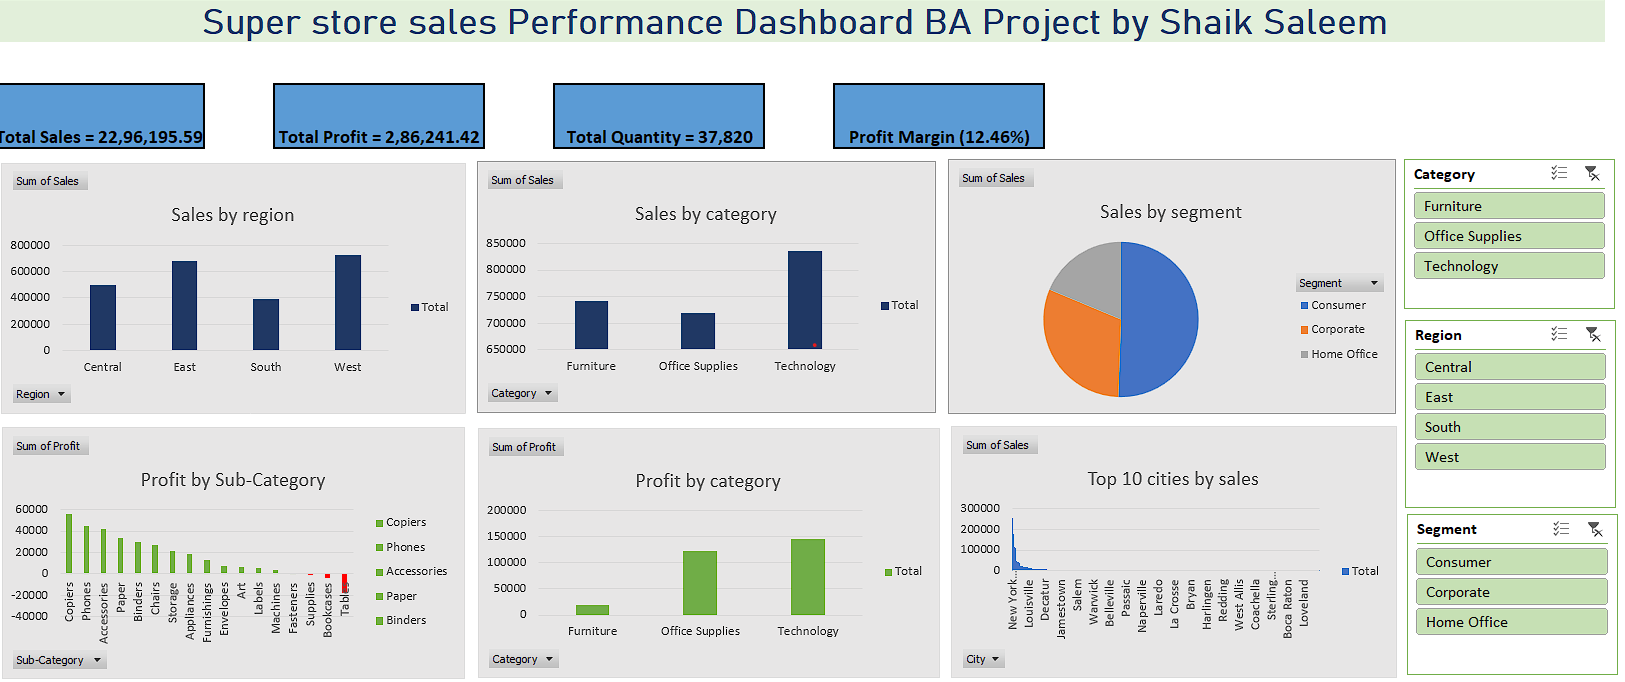 Super store sales Performance Dashboard BA Project by Shaik Saleem
Total Sales = 22,96,195.59
Total Profit = 2,86,241.42
Total Quantity = 37,820
Profit Margin (12.46%)
Sum of Sales
Sales by region
800000
600000
400000
200000
0
Central
East
South
West
Total
Region
Sum of Sales
Sales by category
850000
800000
750000
700000
650000
Furniture
Office Supplies
Technology
Total
Category
Sum of Sales
Sales by segment
Segment
Consumer
Corporate
Home Office
Category
Furniture
Office Supplies
Technology
Region
Central
East
South
West
Segment
Consumer
Corporate
Home Office
Sum of Profit
Profit by Sub-Category
60000
40000
20000
0
-20000
-40000
Copiers
Phones
Accessories
Paper
Binders
Chairs
Storage
Appliances
Furnishings
Envelopes
Art
Labels
Machines
Fasteners
Supplies
Bookcases
Tables
Copiers
Phones
Accessories
Paper
Binders
Sub-Category
Sum of Profit
Profit by category
200000
150000
100000
50000
0
Furniture
Office Supplies
Technology
Total
Category
Sum of Sales
Top 10 cities by sales
300000
200000
100000
0
New York...
Louisville
Decatur
Jamestown
Salem
Warwick
Belleville
Passaic
Naperville
Laredo
La Crosse
Bryan
Harlingen
Redding
West Allis
Coachella
Sterling...
Boca Raton
Loveland
Total
City